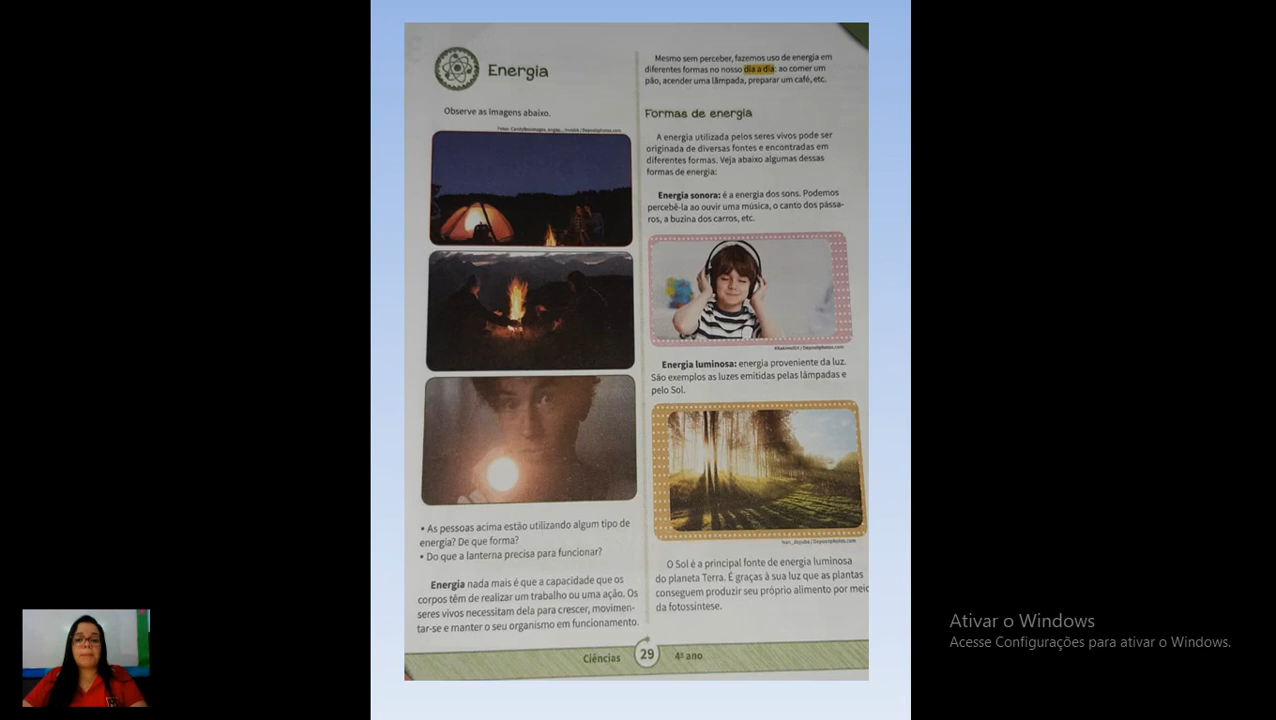 Energia
Observe as imagens abaixo.
• As pessoas acima estão utilizando algum tipo de
energia? De que forma?
• Do que a lanterna precisa para funcionar?
Energia nada mais é que a capacidade que os
corpos têm de realizar um trabalho ou uma ação. Os
seres vivos necessitam dela para crescer, movimen-
tar-se e manter o seu organismo em funcionamento.
Mesmo sem perceber, fazemos uso de energia em
diferentes formas no nosso dia a dia: ao comer um
pão, acender uma lâmpada, preparar um café, etc.
Formas de energia
A energia utilizada pelos seres vivos pode ser
originada de diversas fontes e encontradas em
diferentes formas. Veja abaixo algumas dessas
formas de energia:
Energia sonora: é a energia dos sons. Podemos
percebê-la ao ouvir uma música, o canto dos pássa-
ros, a buzina dos carros, etc.
Energia luminosa: energia proveniente da luz.
São exemplos as luzes emitidas pelas lâmpadas e
pelo Sol.
O Sol é a principal fonte de energia luminosa
do planeta Terra. É graças à sua luz que as plantas
conseguem produzir seu próprio alimento por meio
da fotossíntese.
Ciências 29 4º ano
Ativar o Windows
Acesse Configurações para ativar o Windows.